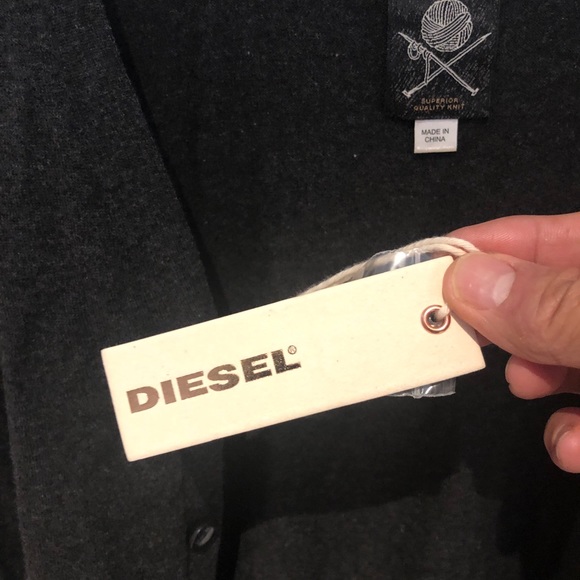 SUPERIOR
QUALITY KNIT
MADE IN
CHINA
DIESEL®